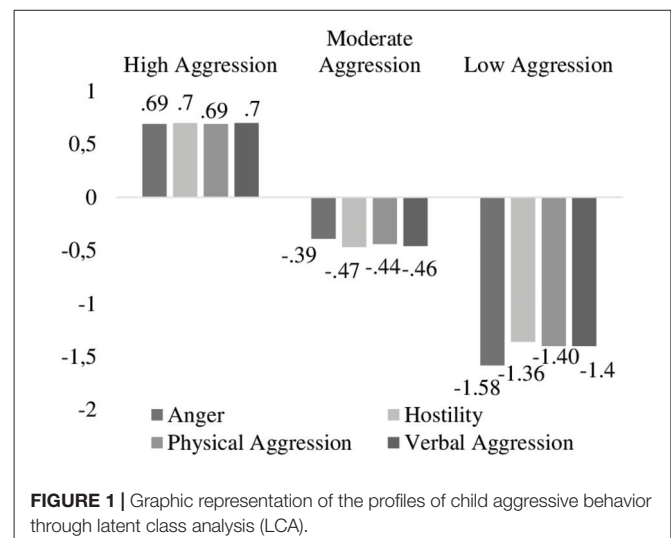 Moderate
High Aggression Aggression Low Aggression
1
.69 .7 .69 .7
0,5
0
-0,5
-.39 -.47 -.44 -.46
-1
-1,5
-1.58 -1.36 -1.40 -1.4
-2
Anger Hostility
Physical Aggression Verbal Aggression
FIGURE 1 | Graphic representation of the profiles of child aggressive behavior
through latent class analysis (LCA).